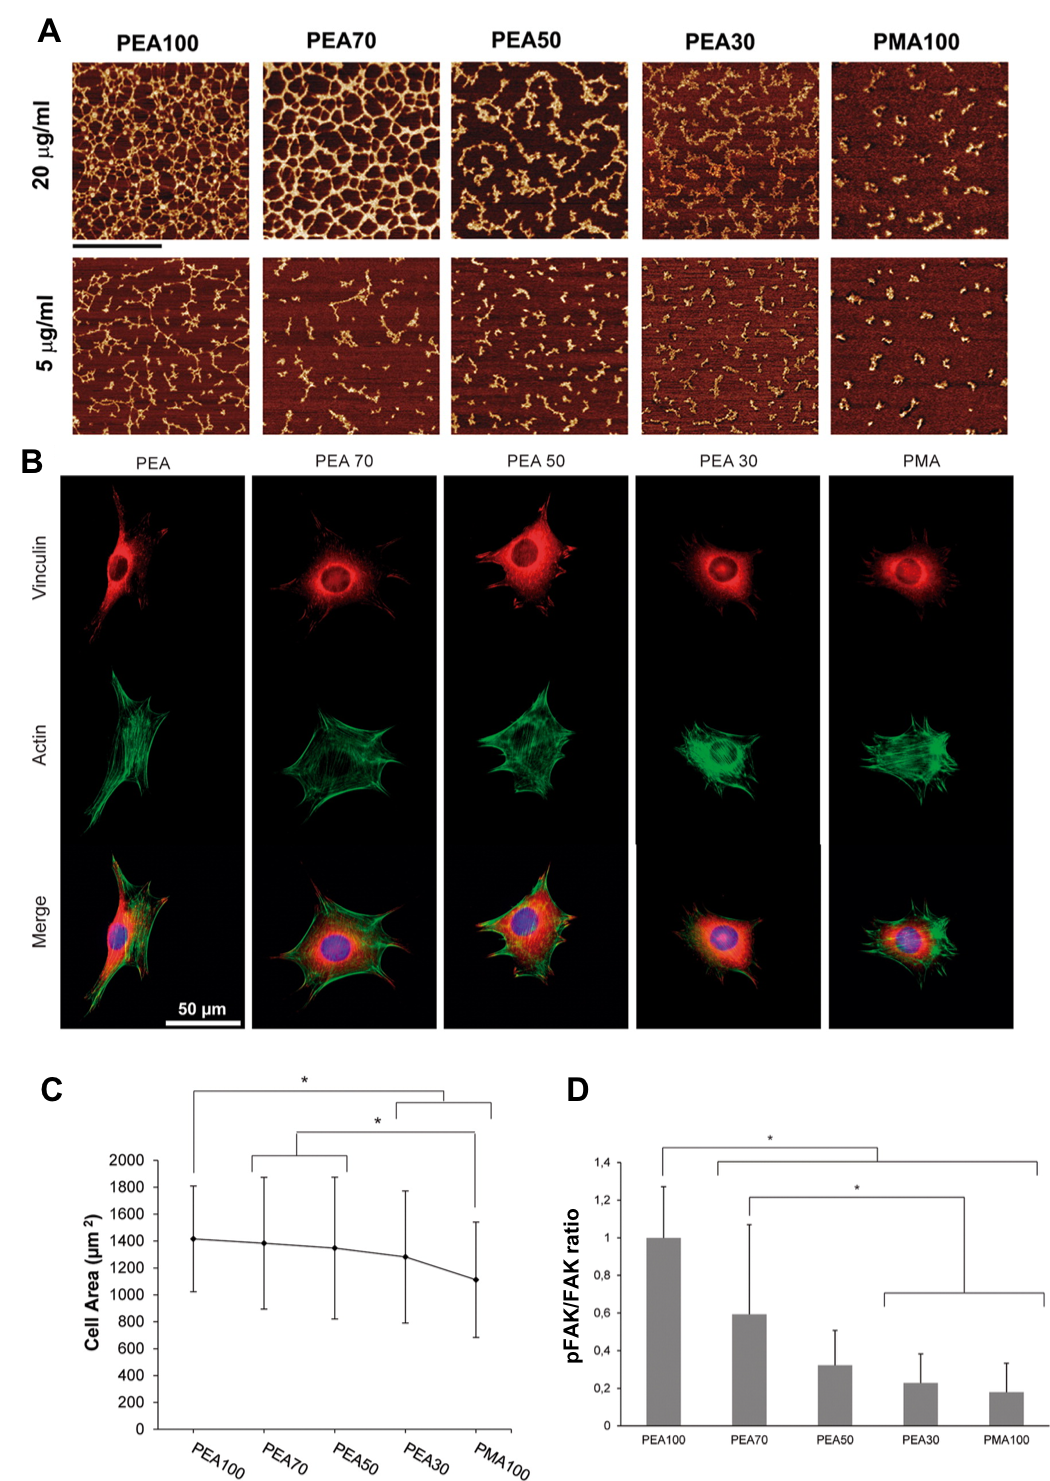 A
PEA100 PEA70 PEA50 PEA30 PMA100
20 µg/ml
5 µg/ml
B
PEA PEA 70 PEA 50 PEA 30 PMA
Vinculin
Actin
Merge
50 µm
C
*
*
Cell Area (µm²)
2000
1800
1600
1400
1200
1000
800
600
400
200
0
PEA100 PEA70 PEA50 PEA30 PMA100
D
*
*
pFAK/FAK ratio
1,4
1,2
1
0,8
0,6
0,4
0,2
0
PEA100 PEA70 PEA50 PEA30 PMA100